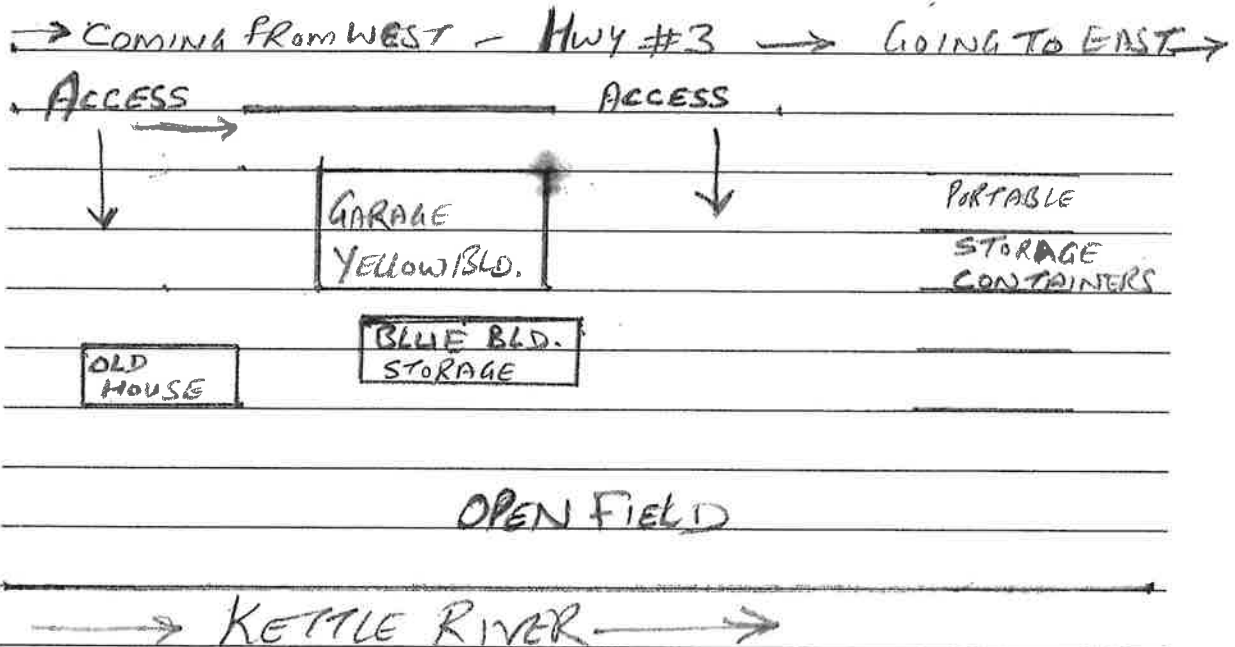 → COMING FROM WEST - HWY #3 → GOING TO EAST →
ACCESS ACCESS
GARAGE
YELLOW BLD.
PORTABLE
STORAGE
CONTAINERS
BLUE BLD.
STORAGE
OLD
HOUSE
OPEN FIELD
→ KETTLE RIVER →